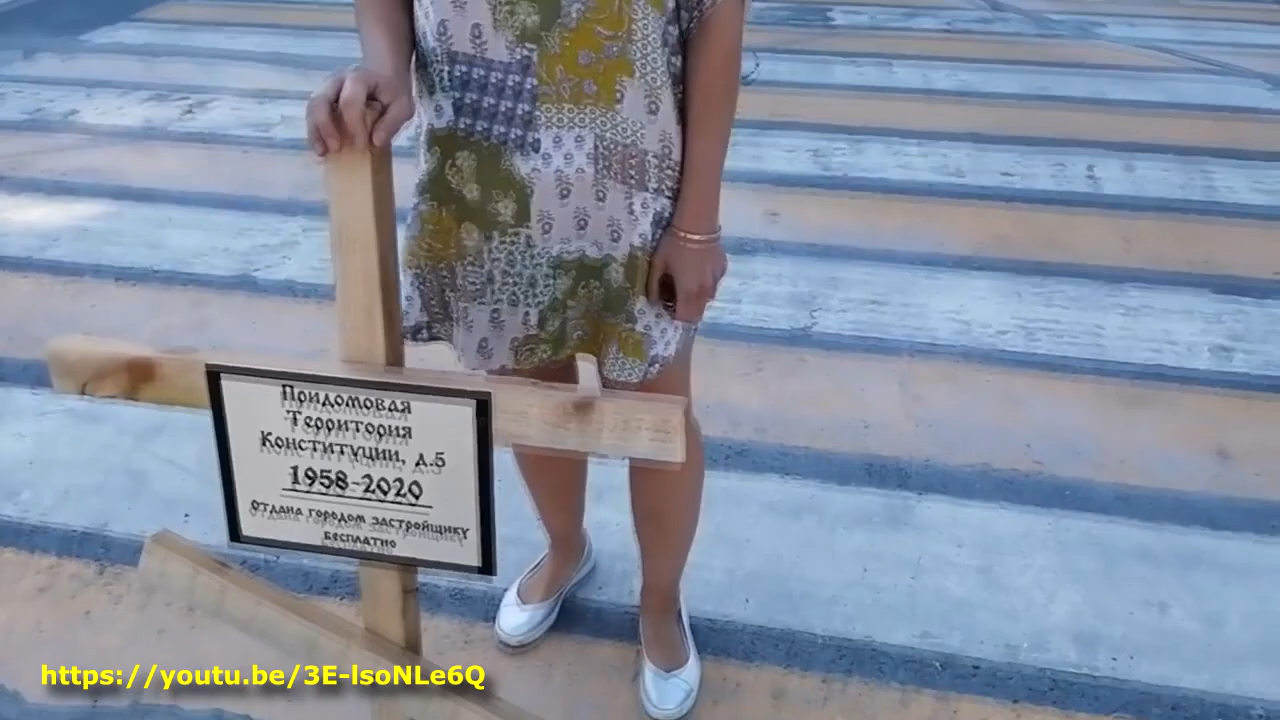 Придомовая
Территория
Конституции, д.5
1958-2020
Отдана городом застройщику
бесплатно
https://youtu.be/3E-lsoNLe6Q